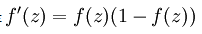 f′(z) = f(z)(1 − f(z))